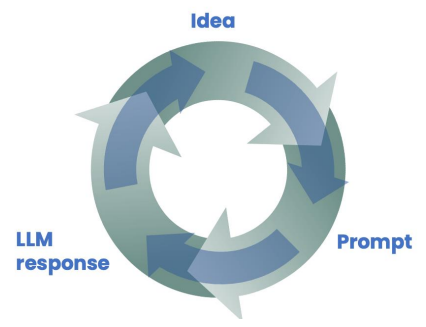 Idea
Prompt
LLM
response